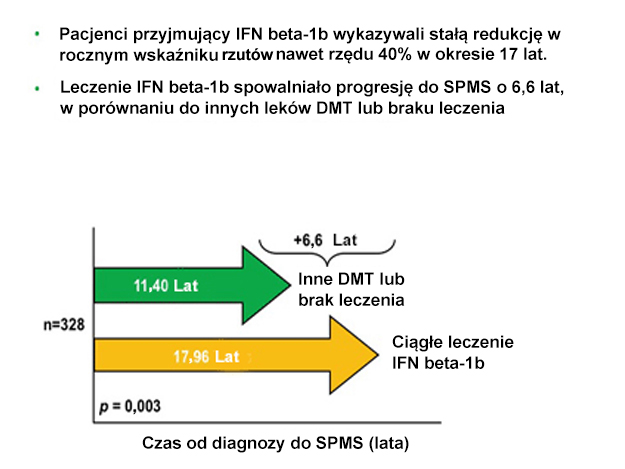 • Pacjenci przyjmujący IFN beta-1b wykazywali stałą redukcję w
rocznym wskaźniku rzutów nawet rzędu 40% w okresie 17 lat.
• Leczenie IFN beta-1b spowalniało progresję do SPMS o 6,6 lat,
w porównaniu do innych leków DMT lub braku leczenia
+6,6 Lat
11,40 Lat
Inne DMT lub
brak leczenia
n=328
17,96 Lat
Ciągłe leczenie
IFN beta-1b
p = 0,003
Czas od diagnozy do SPMS (lata)